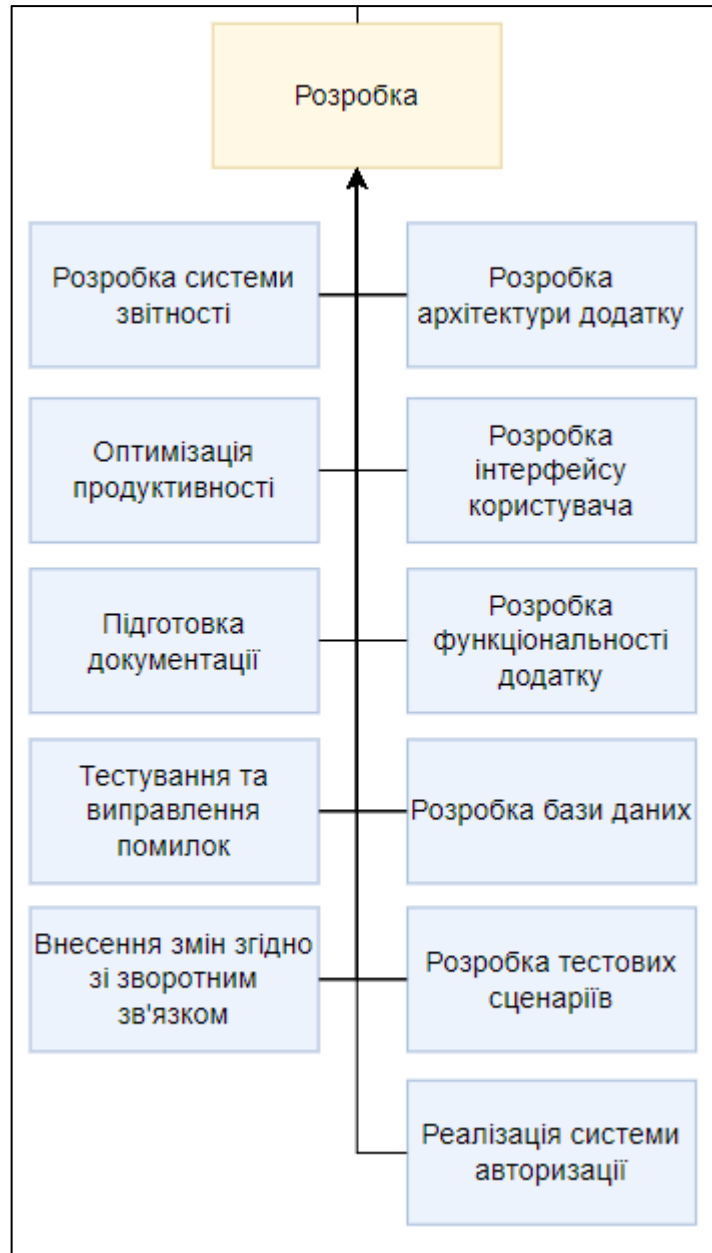 Розробка
Розробка системи
звітності
Розробка
архітектури додатку
Оптимізація
продуктивності
Розробка
інтерфейсу
користувача
Підготовка
документації
Розробка
функціональності
додатку
Тестування та
виправлення
помилок
Розробка бази даних
Внесення змін згідно
зі зворотним
зв'язком
Розробка тестових
сценаріїв
Реалізація системи
авторизації